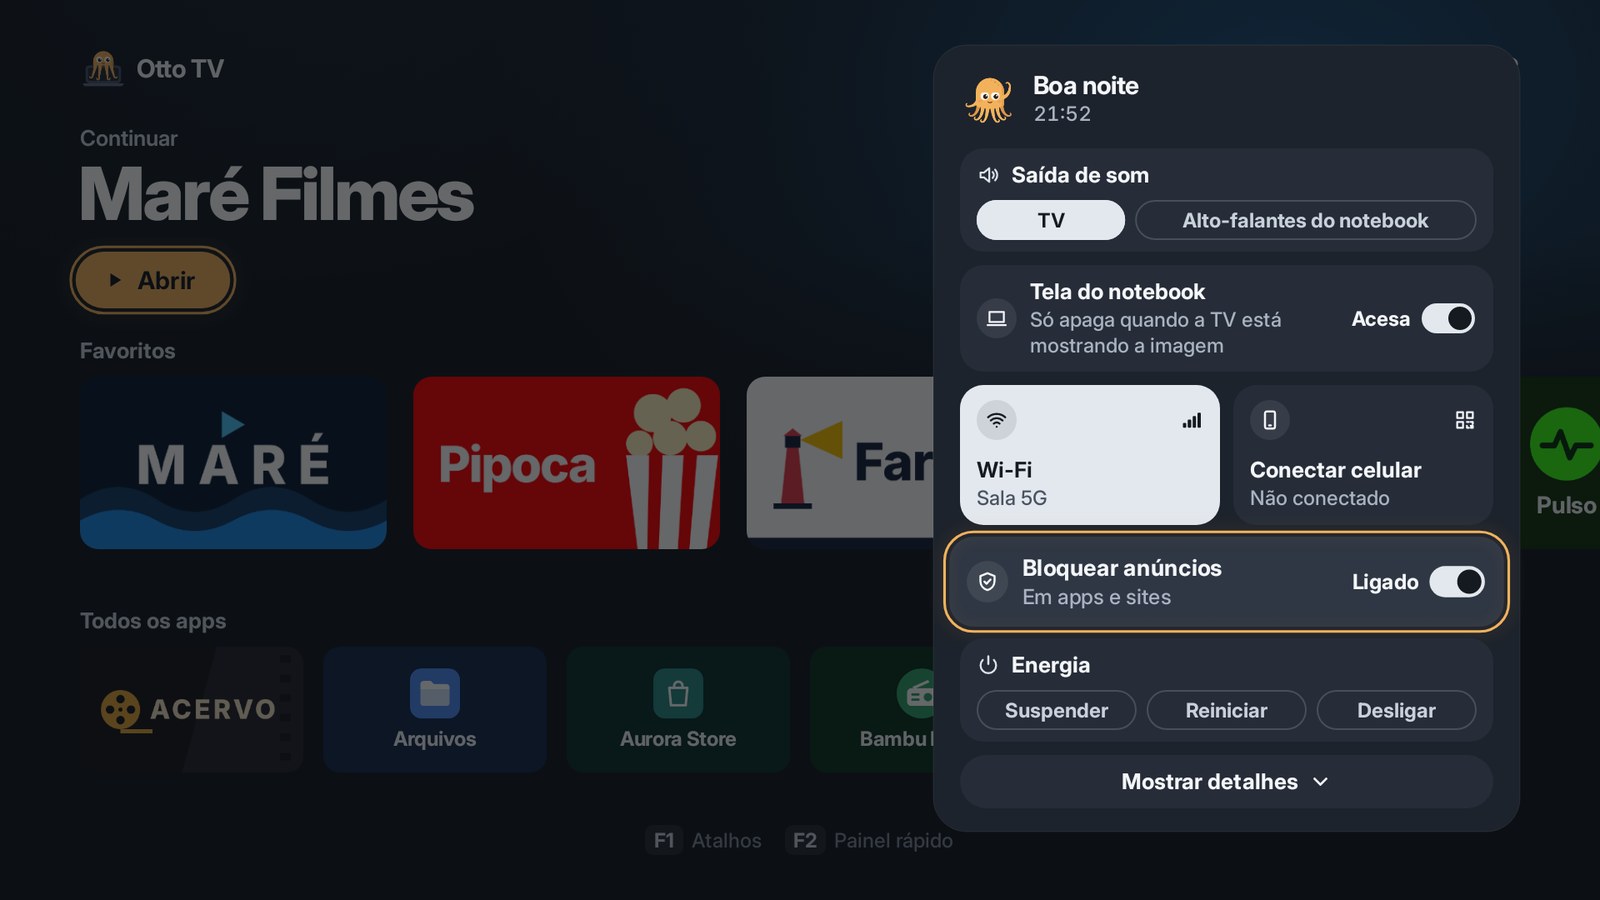 Otto TV
Continuar
Maré Filmes
Abrir
Favoritos
MARÉ
Pipoca
Far
Pulso
Todos os apps
ACERVO
Arquivos
Aurora Store
Bambu
F1 Atalhos F2 Painel rápido
Boa noite
21:52
Saída de som
TV
Alto-falantes do notebook
Tela do notebook
Só apaga quando a TV está
mostrando a imagem
Acesa
Wi-Fi
Sala 5G
Conectar celular
Não conectado
Bloquear anúncios
Em apps e sites
Ligado
Energia
Suspender
Reiniciar
Desligar
Mostrar detalhes